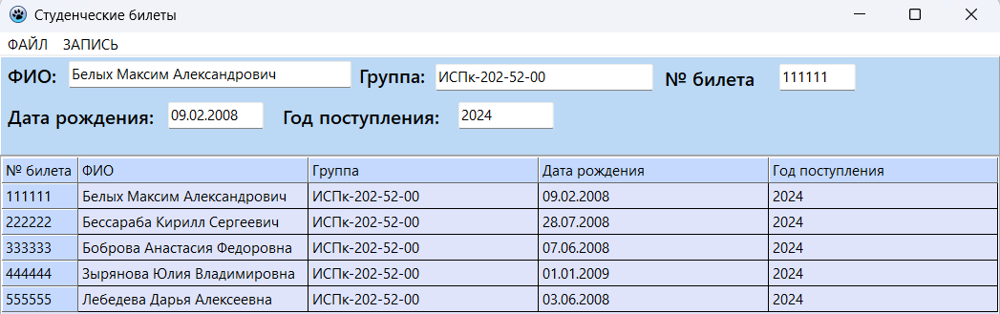 Студенческие билеты
ФАЙЛ ЗАПИСЬ
ФИО: Белых Максим Александрович Группа: ИСПк-202-52-00 № билета 111111
Дата рождения: 09.02.2008 Год поступления: 2024
№ билета ФИО Группа Дата рождения Год поступления
111111 Белых Максим Александрович ИСПк-202-52-00 09.02.2008 2024
222222 Бессараба Кирилл Сергеевич ИСПк-202-52-00 28.07.2008 2024
333333 Боброва Анастасия Федоровна ИСПк-202-52-00 07.06.2008 2024
444444 Зырянова Юлия Владимировна ИСПк-202-52-00 01.01.2009 2024
555555 Лебедева Дарья Алексеевна ИСПк-202-52-00 03.06.2008 2024